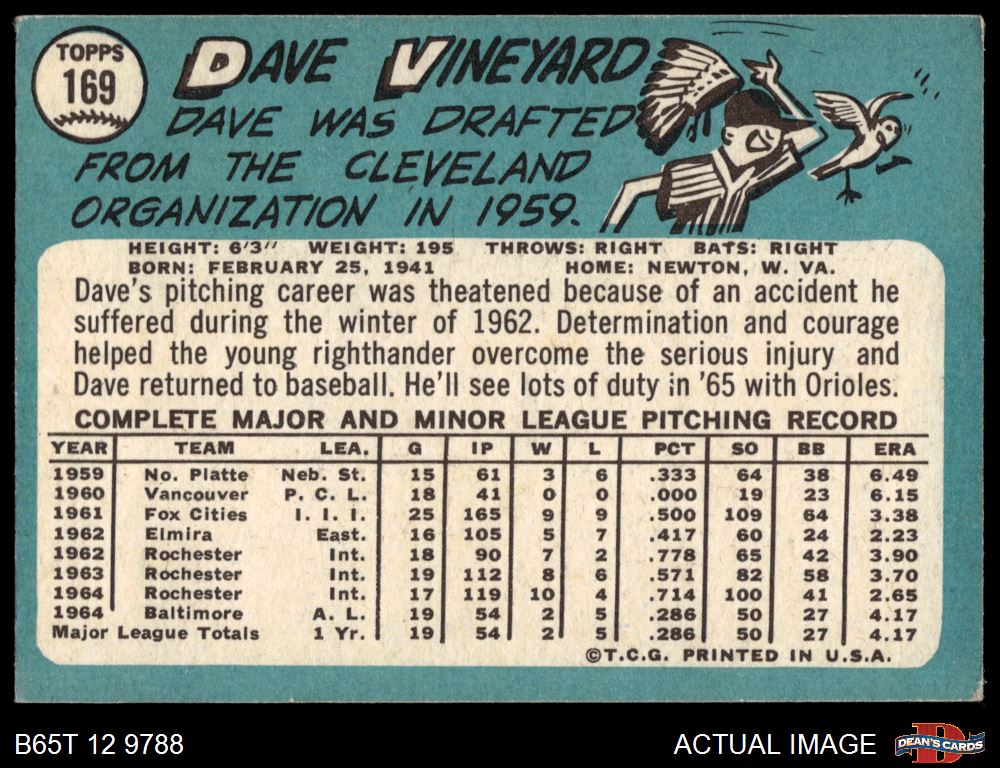 TOPPS
169
DAVE VINEYARD
DAVE WAS DRAFTED
FROM THE CLEVELAND
ORGANIZATION IN 1959.
HEIGHT: 6'3" WEIGHT: 195 THROWS: RIGHT BATS: RIGHT
BORN: FEBRUARY 25, 1941 HOME: NEWTON, W. VA.
Dave's pitching career was theatened because of an accident he
suffered during the winter of 1962. Determination and courage
helped the young righthander overcome the serious injury and
Dave returned to baseball. He'll see lots of duty in '65 with Orioles.
COMPLETE MAJOR AND MINOR LEAGUE PITCHING RECORD
YEAR TEAM LEA. G IP W L PCT SO BB ERA
1959 No. Platte Neb. St. 15 61 3 6 .333 64 38 6.49
1960 Vancouver P. C. L. 18 41 0 0 .000 19 23 6.15
1961 Fox Cities I. I. I. 25 165 9 9 .500 109 64 3.38
1962 Elmira East. 16 105 5 7 .417 60 24 2.23
1962 Rochester Int. 18 90 7 2 .778 65 42 3.90
1963 Rochester Int. 19 112 8 6 .571 82 58 3.70
1964 Rochester Int. 17 119 10 4 .714 100 41 2.65
1964 Baltimore A. L. 19 54 2 5 .286 50 27 4.17
Major League Totals 1 Yr. 19 54 2 5 .286 50 27 4.17
©T.C.G. PRINTED IN U.S.A.
B65T 12 9788
ACTUAL IMAGE
D
DEAN'S CARDS